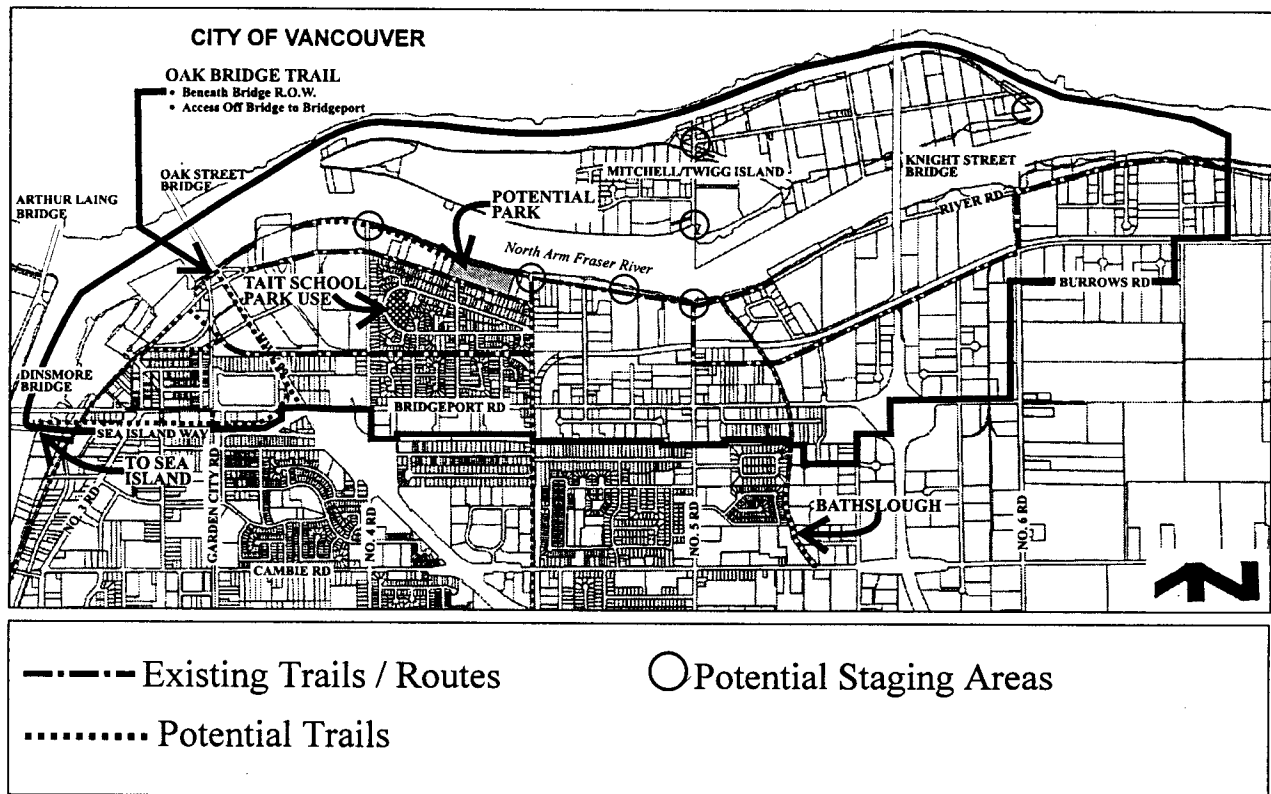 CITY OF VANCOUVER
OAK BRIDGE TRAIL
• Beneath Bridge R.O.W.
• Access Off Bridge to Bridgeport
OAK STREET
BRIDGE
ARTHUR LAING
BRIDGE
MITCHELL/TWIGG ISLAND
KNIGHT STREET
BRIDGE
POTENTIAL
PARK
RIVER RD
North Arm Fraser River
TAIT SCHOOL
PARK USE
BURROWS RD
DINSMORE
BRIDGE
BRIDGEPORT RD
SEA ISLAND WAY
TO SEA
ISLAND
NO. 3 RD
GARDEN CITY RD
NO. 4 RD
CAMBIE RD
NO. 5 RD
BATHSLOUGH
NO. 6 RD
N
Existing Trails / Routes
Potential Staging Areas
Potential Trails